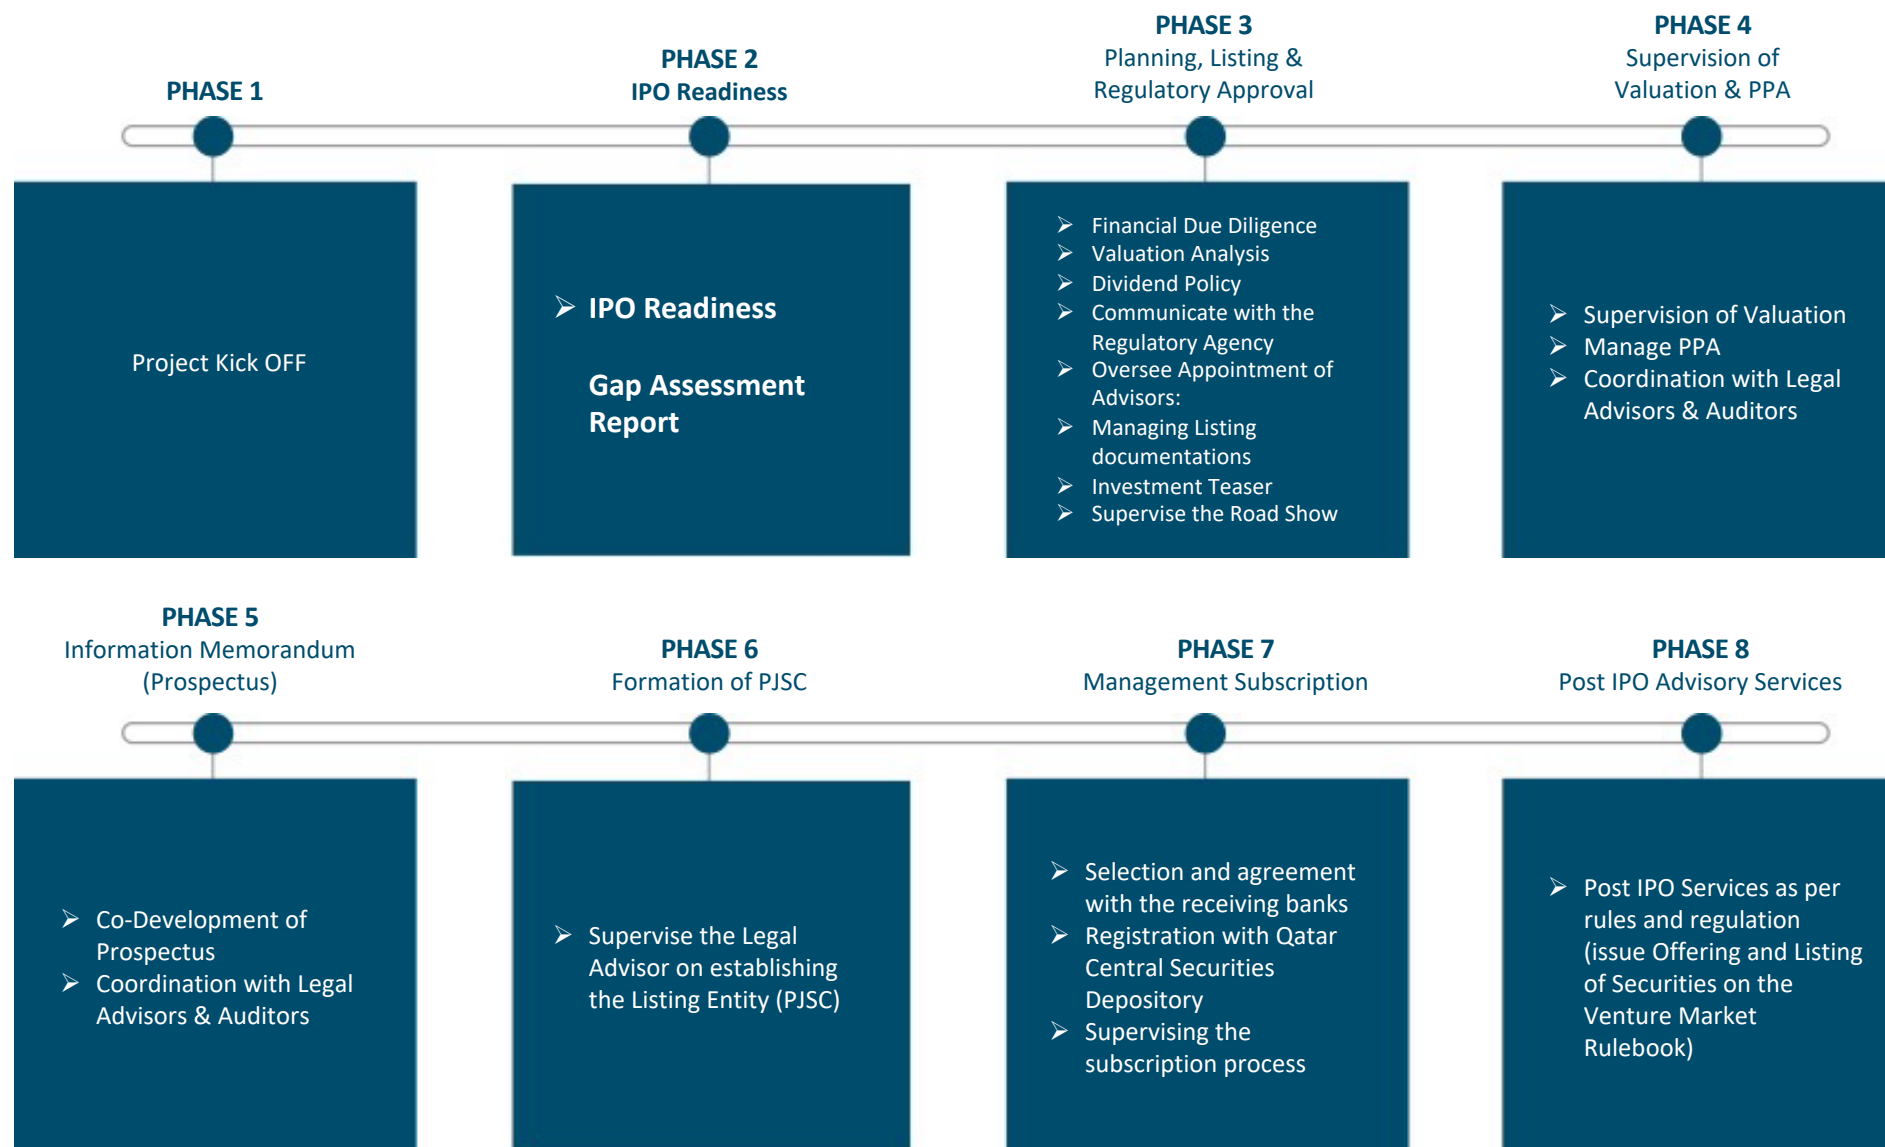 PHASE 1
PHASE 2
IPO Readiness
PHASE 3
Planning, Listing &
Regulatory Approval
PHASE 4
Supervision of
Valuation & PPA
Project Kick OFF
➢ IPO Readiness
Gap Assessment
Report
➢ Financial Due Diligence
➢ Valuation Analysis
➢ Dividend Policy
➢ Communicate with the
Regulatory Agency
➢ Oversee Appointment of
Advisors:
➢ Managing Listing
documentations
➢ Investment Teaser
➢ Supervise the Road Show
➢ Supervision of Valuation
➢ Manage PPA
➢ Coordination with Legal
Advisors & Auditors
PHASE 5
Information Memorandum
(Prospectus)
PHASE 6
Formation of PJSC
PHASE 7
Management Subscription
PHASE 8
Post IPO Advisory Services
➢ Co-Development of
Prospectus
➢ Coordination with Legal
Advisors & Auditors
➢ Supervise the Legal
Advisor on establishing
the Listing Entity (PJSC)
➢ Selection and agreement
with the receiving banks
➢ Registration with Qatar
Central Securities
Depository
➢ Supervising the
subscription process
➢ Post IPO Services as per
rules and regulation
(issue Offering and Listing
of Securities on the
Venture Market
Rulebook)